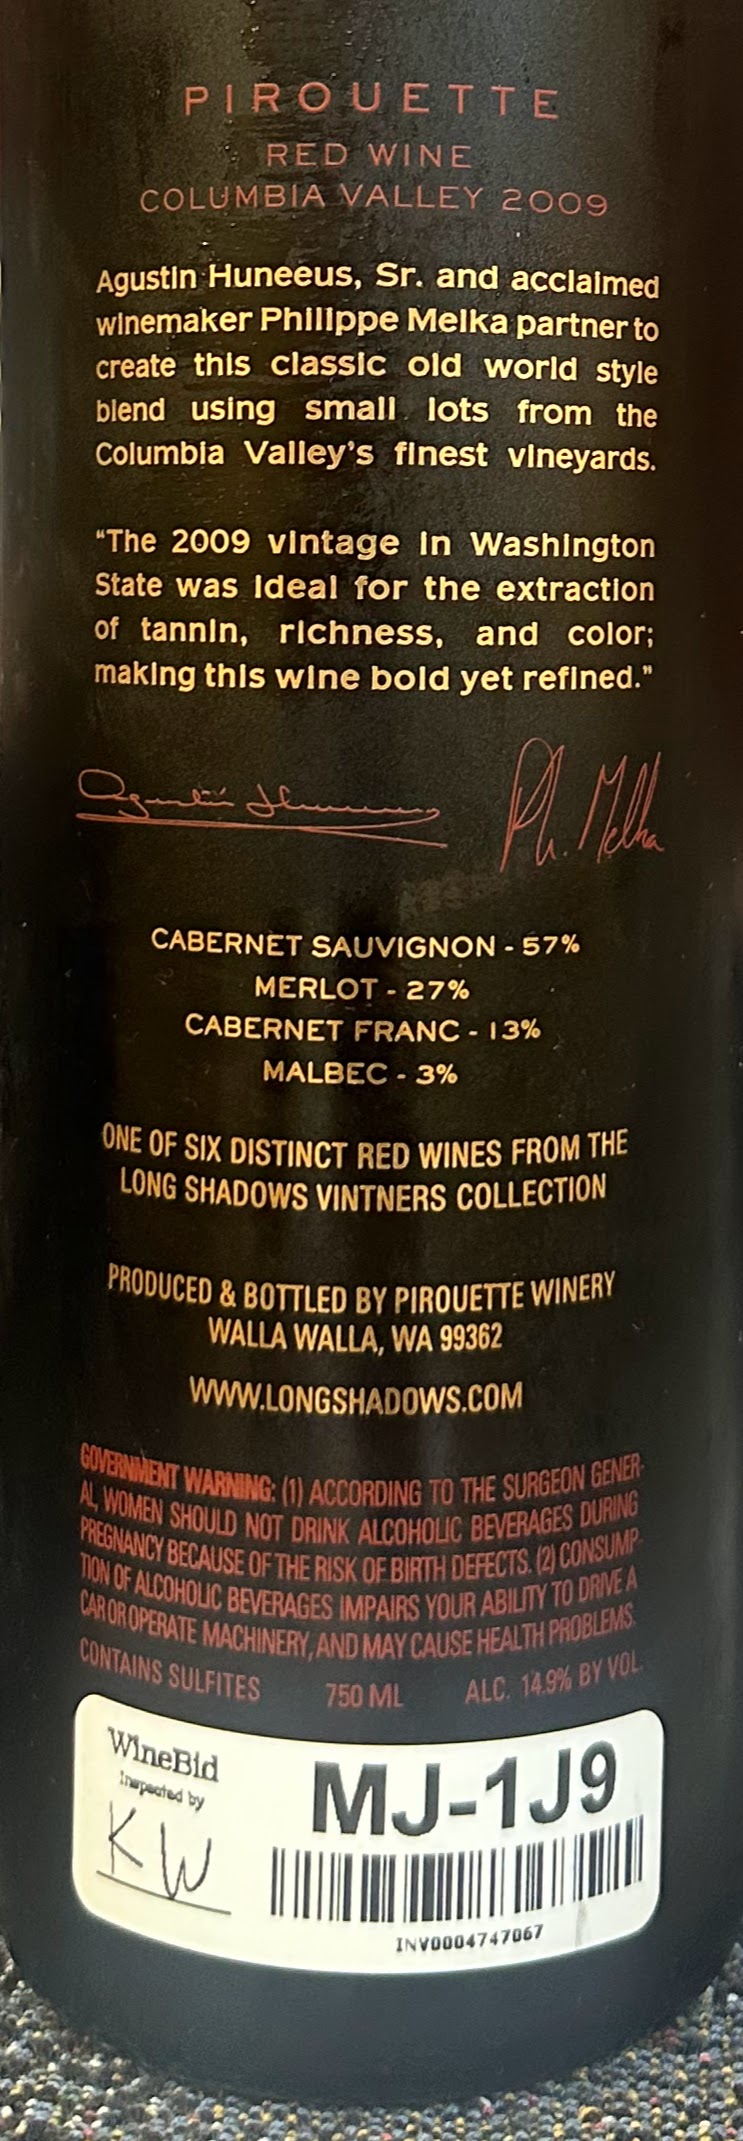 PIROUETTE
RED WINE
COLUMBIA VALLEY 2009
Agustin Huneeus, Sr. and acclaimed
winemaker Philippe Melka partner to
create this classic old world style
blend using small lots from the
Columbia Valley's finest vineyards.
"The 2009 vintage in Washington
State was ideal for the extraction
of tannin, richness, and color;
making this wine bold yet refined."
Ph. Melka
CABERNET SAUVIGNON - 57%
MERLOT - 27%
CABERNET FRANC - 13%
MALBEC - 3%
ONE OF SIX DISTINCT RED WINES FROM THE
LONG SHADOWS VINTNERS COLLECTION
PRODUCED & BOTTLED BY PIROUETTE WINERY
WALLA WALLA, WA 99362
WWW.LONGSHADOWS.COM
GOVERNMENT WARNING: (1) ACCORDING TO THE SURGEON GENER-
AL, WOMEN SHOULD NOT DRINK ALCOHOLIC BEVERAGES DURING
PREGNANCY BECAUSE OF THE RISK OF BIRTH DEFECTS. (2) CONSUMP-
TION OF ALCOHOLIC BEVERAGES IMPAIRS YOUR ABILITY TO DRIVE A
CAR OR OPERATE MACHINERY, AND MAY CAUSE HEALTH PROBLEMS.
CONTAINS SULFITES 750 ML ALC. 14.9% BY VOL.
WineBid
Inspected by
KW
MJ-1J9
INV0004747067